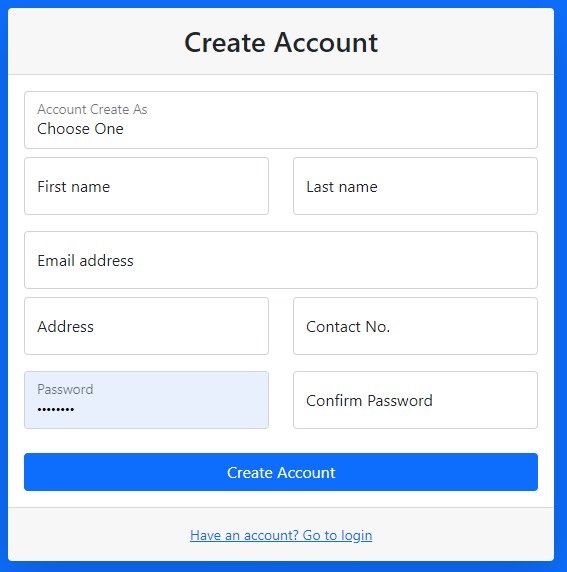 Create Account
Account Create As
Choose One
First name
Last name
Email address
Address
Contact No.
Password
••••••••
Confirm Password
Create Account
Have an account? Go to login